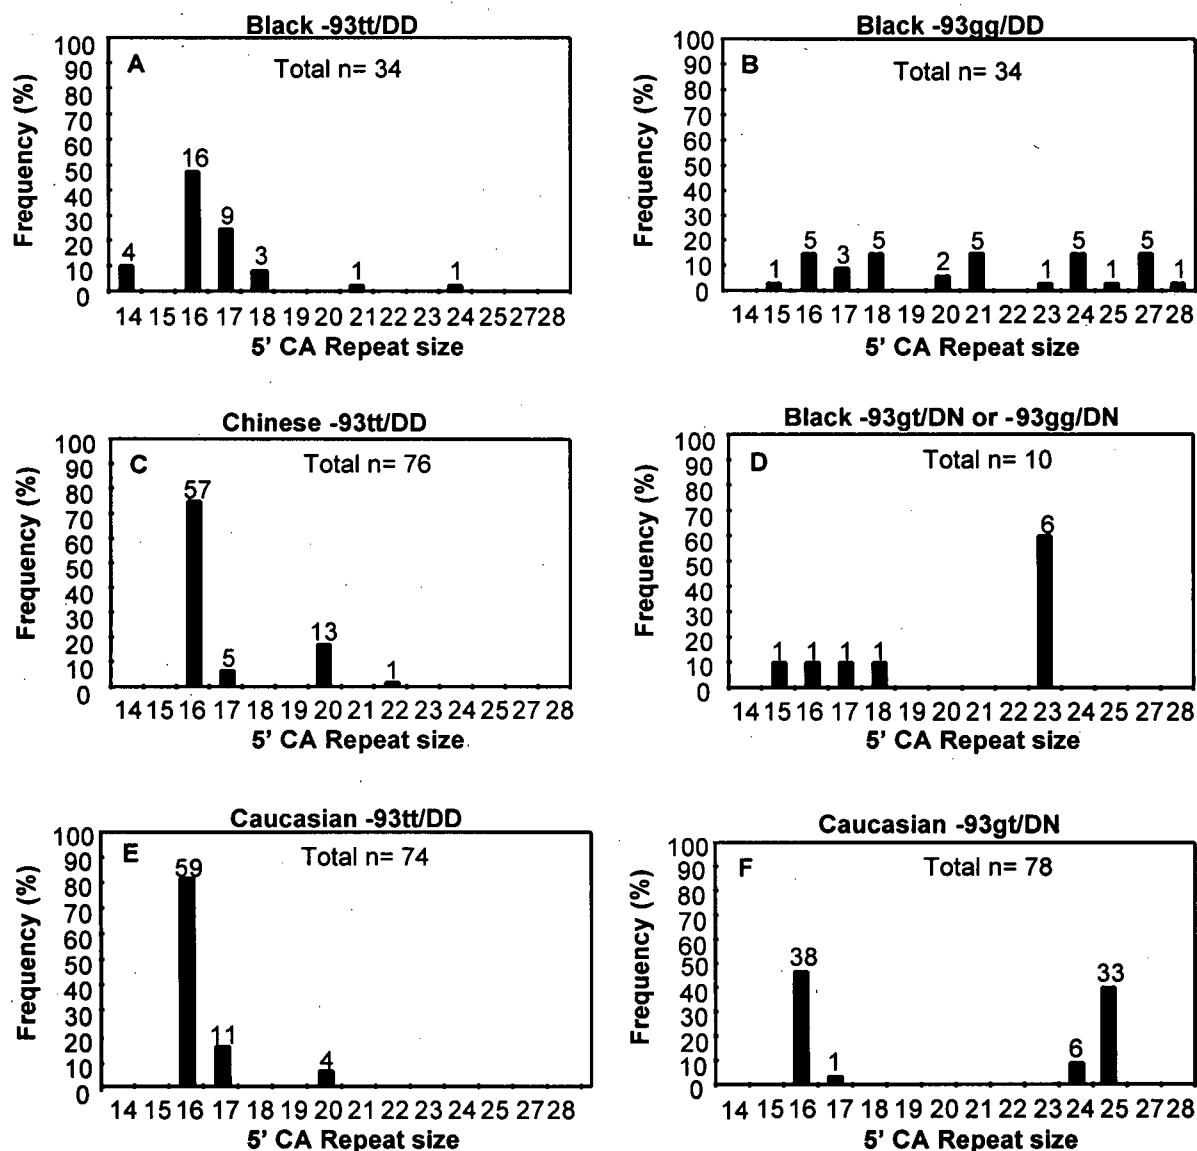 Black -93tt/DD
A
Total n= 34
Frequency (%)
100
90
80
70
60
50
40
30
20
10
0
4
16
9
3
1
1
14 15 16 17 18 19 20 21 22 23 24 25 27 28
5' CA Repeat size
Black -93gg/DD
B
Total n= 34
Frequency (%)
100
90
80
70
60
50
40
30
20
10
0
1
5
3
5
2
5
1
5
1
5
1
14 15 16 17 18 19 20 21 22 23 24 25 27 28
5' CA Repeat size
Chinese -93tt/DD
C
Total n= 76
Frequency (%)
100
90
80
70
60
50
40
30
20
10
0
57
5
13
1
14 15 16 17 18 19 20 21 22 23 24 25 27 28
5' CA Repeat size
Black -93gt/DN or -93gg/DN
D
Total n= 10
Frequency (%)
100
90
80
70
60
50
40
30
20
10
0
1
1
1
1
6
14 15 16 17 18 19 20 21 22 23 24 25 27 28
5' CA Repeat size
Caucasian -93tt/DD
E
Total n= 74
Frequency (%)
100
90
80
70
60
50
40
30
20
10
0
59
11
4
14 15 16 17 18 19 20 21 22 23 24 25 27 28
5' CA Repeat size
Caucasian -93gt/DN
F
Total n= 78
Frequency (%)
100
90
80
70
60
50
40
30
20
10
0
38
1
6
33
14 15 16 17 18 19 20 21 22 23 24 25 27 28
5' CA Repeat size